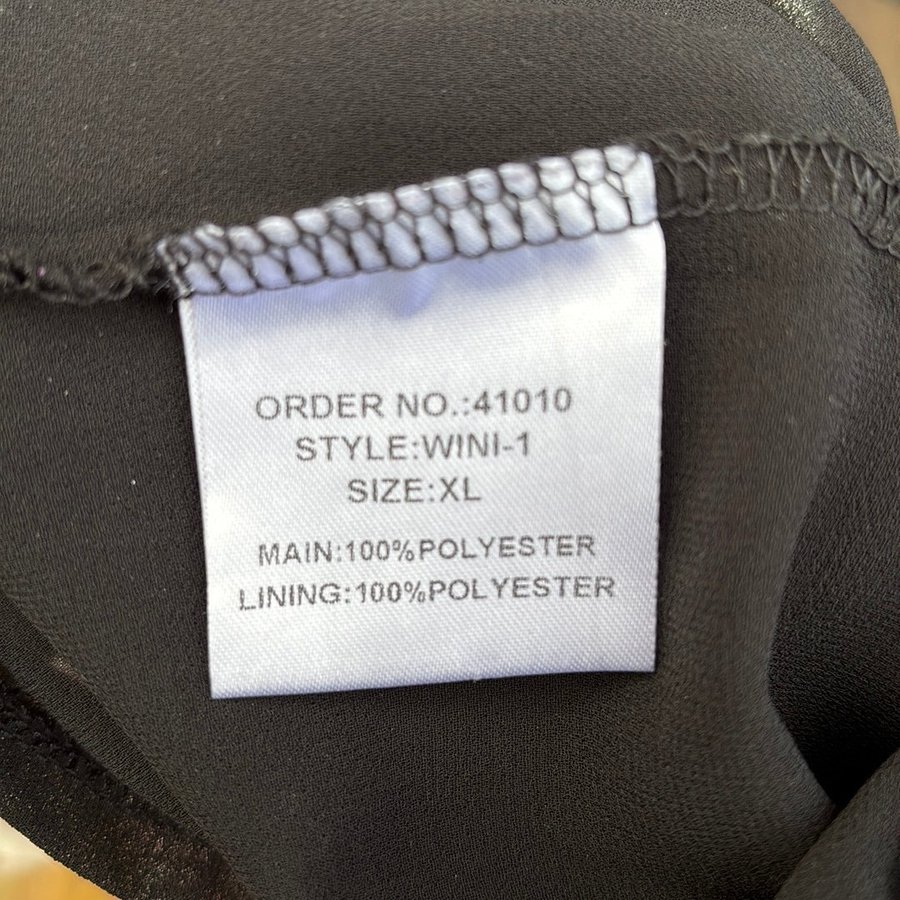 ORDER NO.:41010
STYLE:WINI-1
SIZE:XL
MAIN:100%POLYESTER
LINING:100%POLYESTER